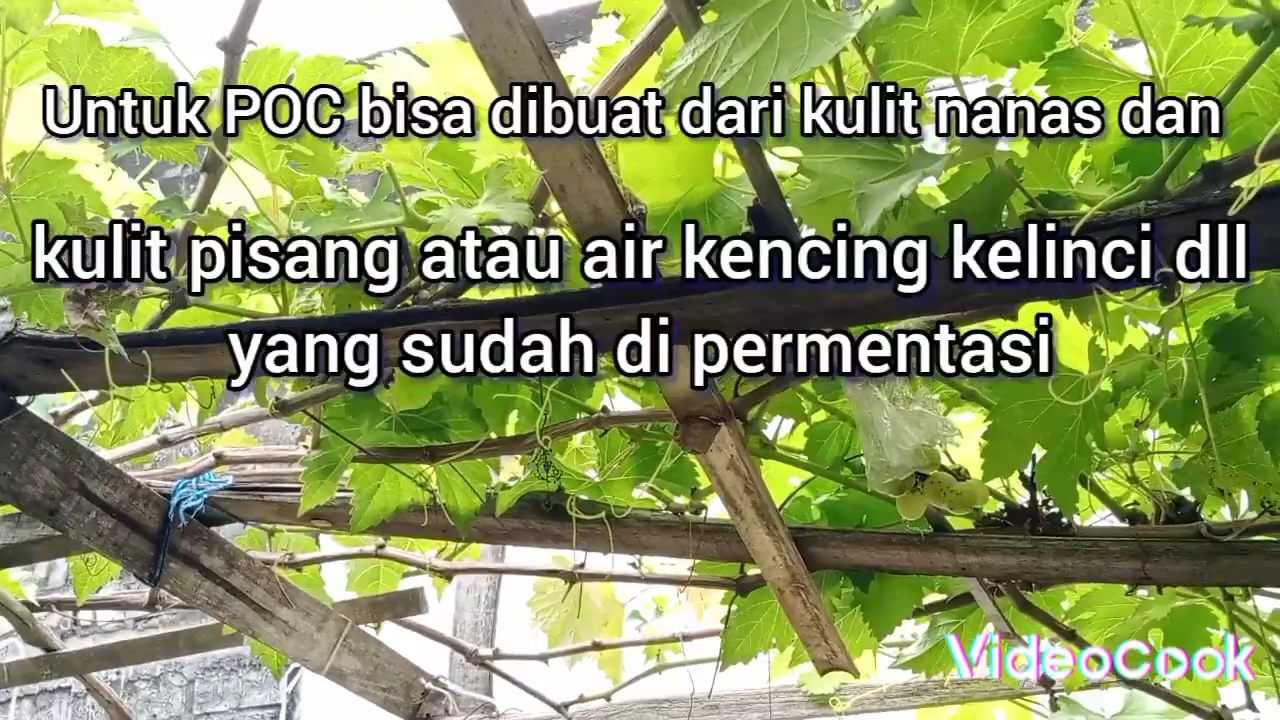 Untuk POC bisa dibuat dari kulit nanas dan
kulit pisang atau air kencing kelinci dll
yang sudah di permentasi
VideoCook